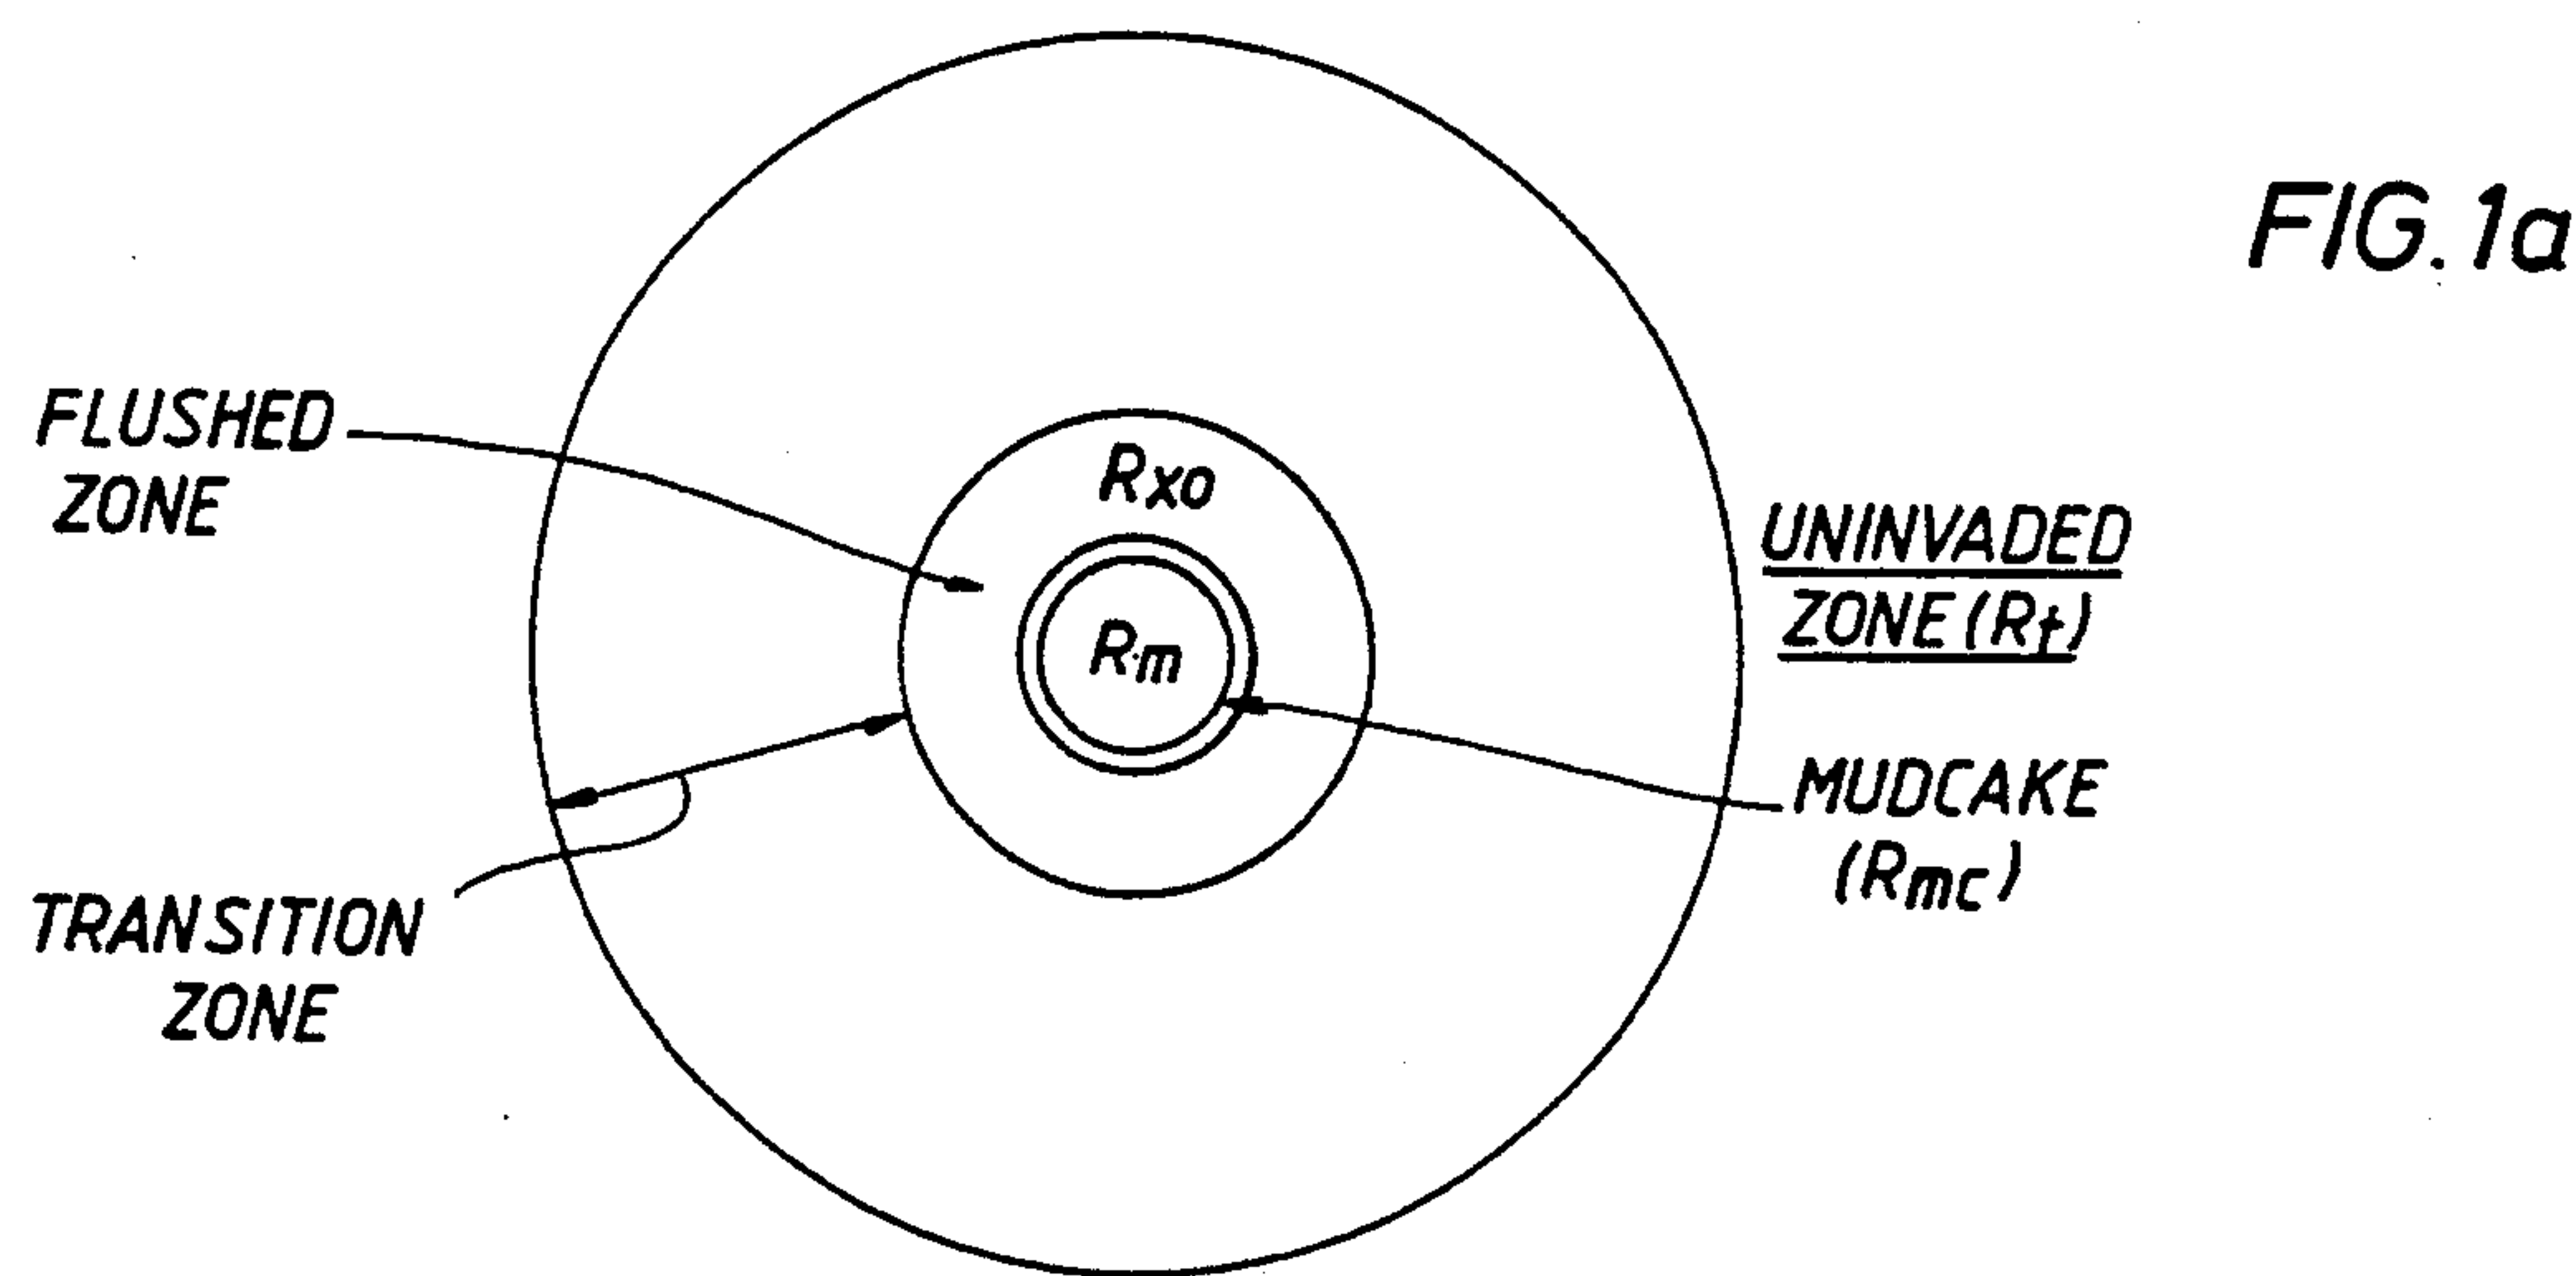 FIG. 1a
FLUSHED
ZONE
Rxo
Rm
UNINVADED
ZONE (Rt)
MUDCAKE
(Rmc)
TRANSITION
ZONE